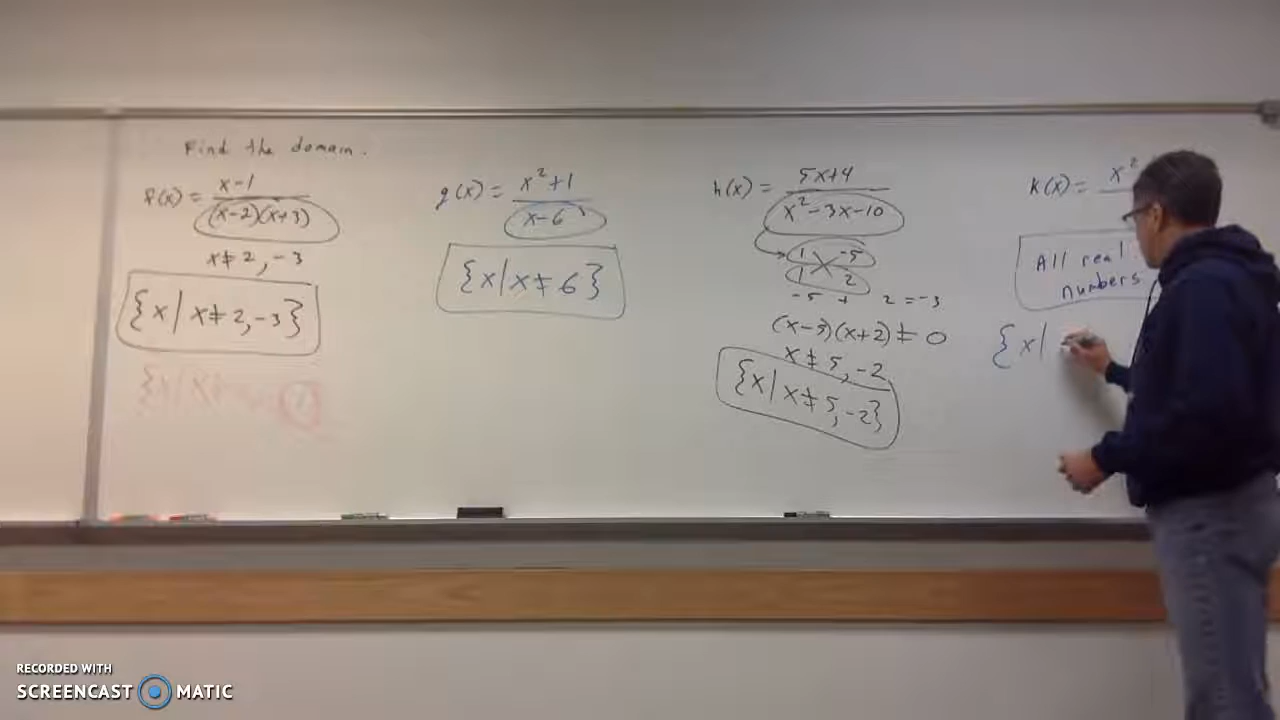 Find the domain.
f(x) = x-1 / (x-2)(x+3)
x≠2, -3
{x | x≠2, -3}
g(x) = x²+1 / x-6
{x | x≠6}
h(x) = 5x+4 / x²-3x-10
1 -5
1 2
-5 + 2 = -3
(x-5)(x+2) ≠ 0
x≠5, -2
{x | x≠5, -2}
k(x) = x²
All real
numbers
{x |
RECORDED WITH
SCREENCAST MATIC